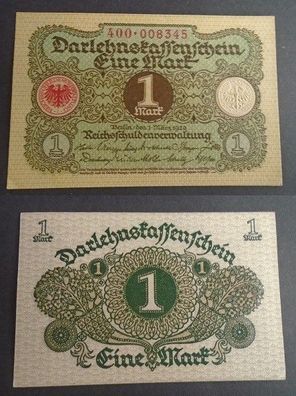 400·008345
Darlehnskassenschein
Eine Mark
1
Mark
1
1
Berlin, den 1. März 1920
Reichsschuldenverwaltung
1
Mark
1
Mark
Darlehnskassenschein
1
1
1
Eine Mark